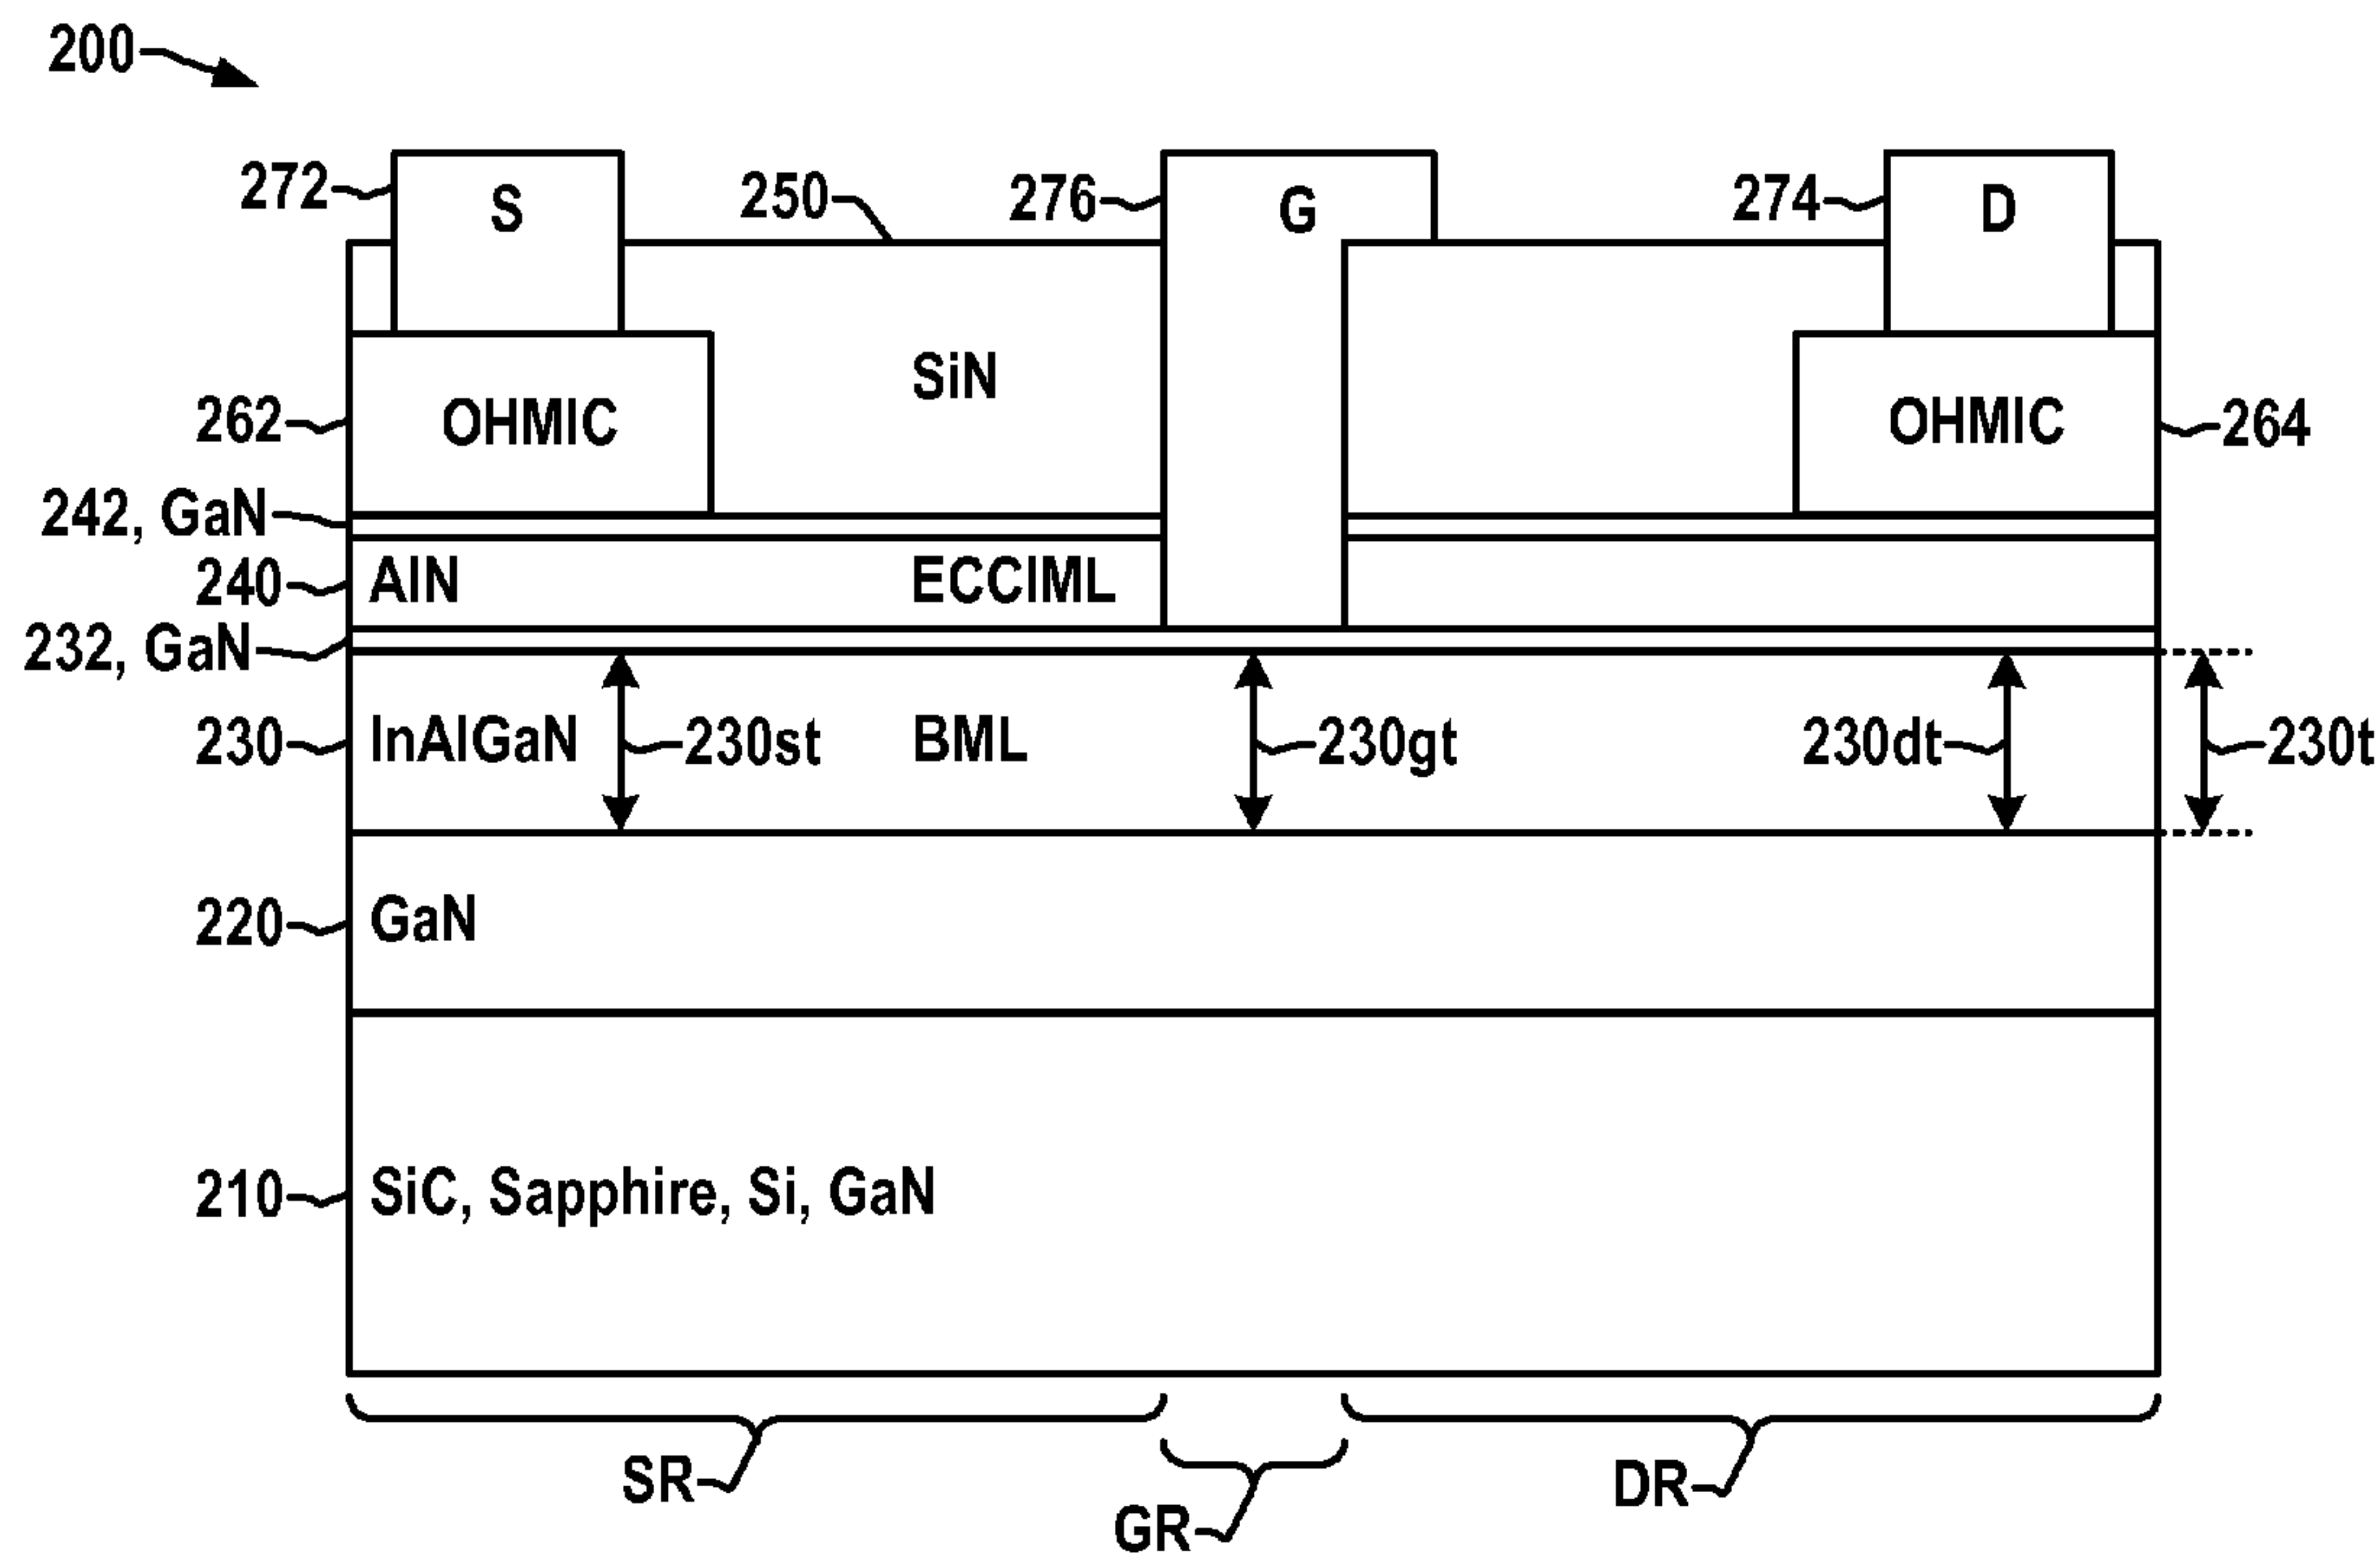 200
272
S
250
276
G
274
D
SiN
262
OHMIC
OHMIC
264
242, GaN
240
AlN
ECCIML
232, GaN
230
InAlGaN
230st
BML
230gt
230dt
230t
220
GaN
210
SiC, Sapphire, Si, GaN
SR
GR
DR